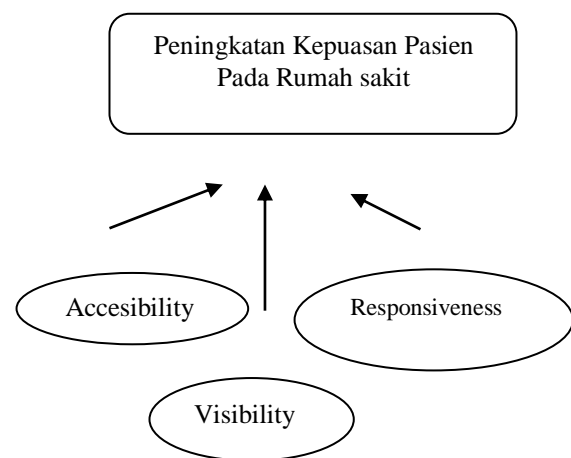 Peningkatan Kepuasan Pasien
Pada Rumah sakit
Accesibility
Responsiveness
Visibility